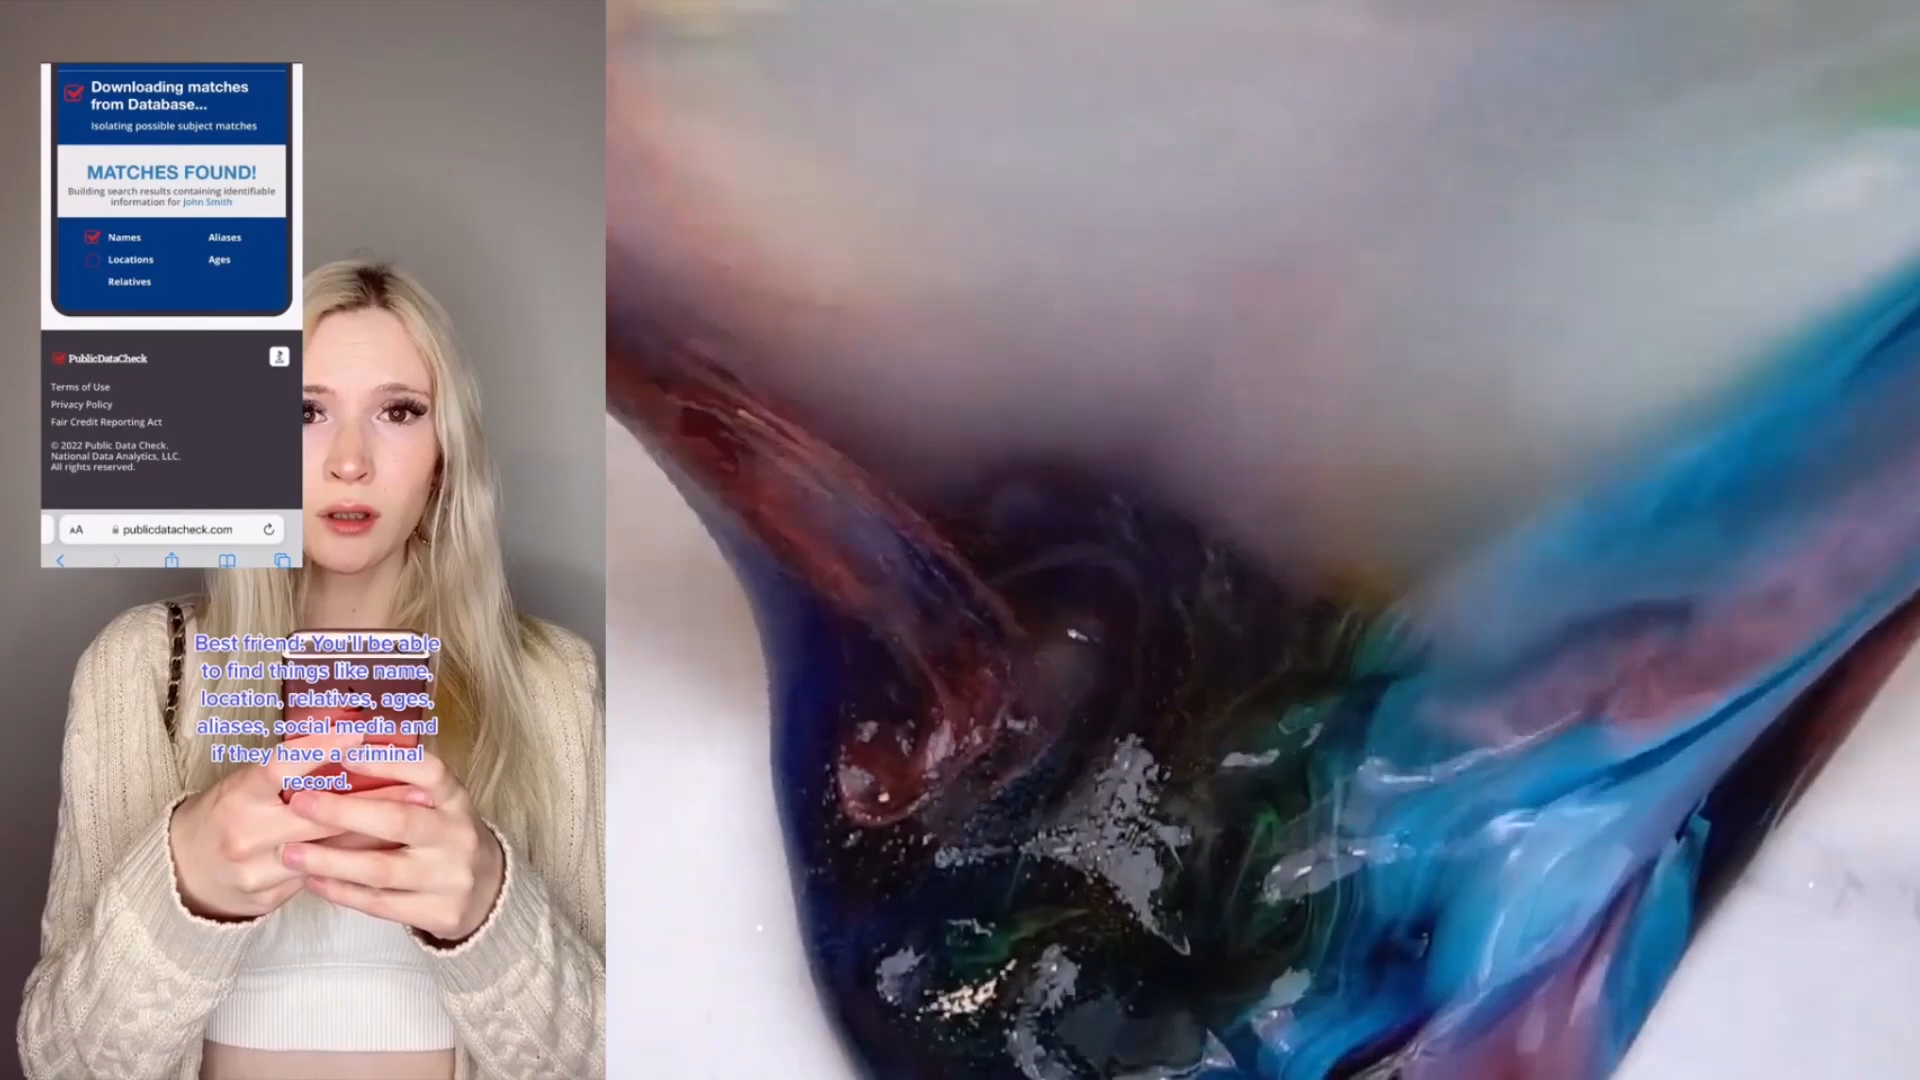 Downloading matches
from Database...
Isolating possible subject matches
MATCHES FOUND!
Building search results containing identifiable
information for John Smith
Names
Aliases
Locations
Ages
Relatives
PublicDataCheck
Terms of Use
Privacy Policy
Fair Credit Reporting Act
© 2022 Public Data Check.
National Data Analytics, LLC.
All rights reserved.
AA
publicdatacheck.com
Best friend: You'll be able
to find things like name,
location, relatives, ages,
aliases, social media and
if they have a criminal
record.